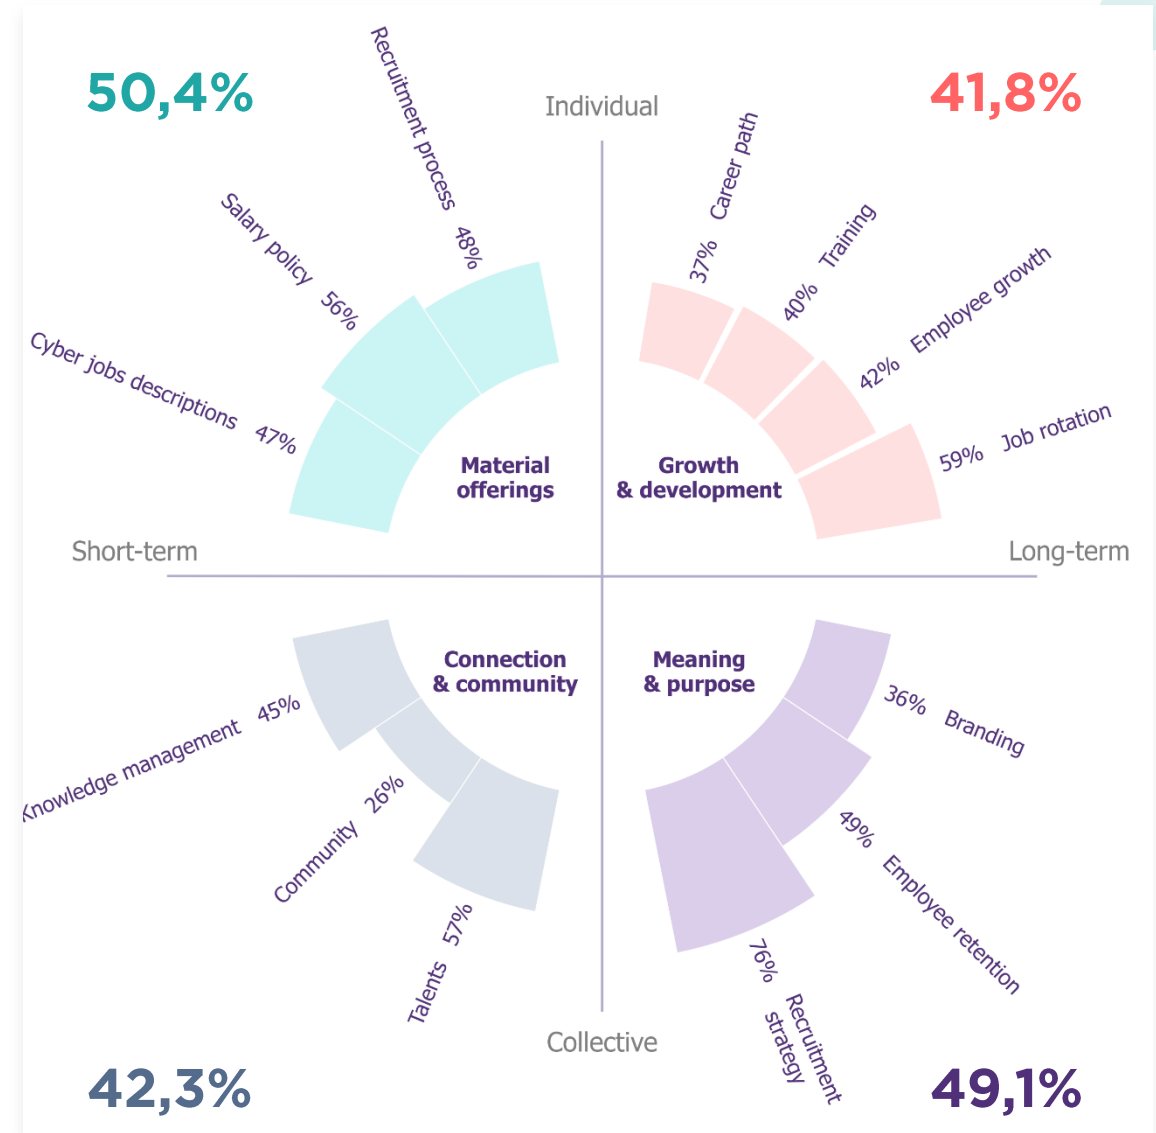 50,4%
41,8%
Individual
Recruitment process 48%
Salary policy 56%
Cyber jobs descriptions 47%
37% Career path
40% Training
42% Employee growth
59% Job rotation
Material
offerings
Growth
& development
Short-term
Long-term
Connection
& community
Meaning
& purpose
Knowledge management 45%
Community 26%
Talents 57%
36% Branding
49% Employee retention
76% Recruitment
strategy
Collective
42,3%
49,1%